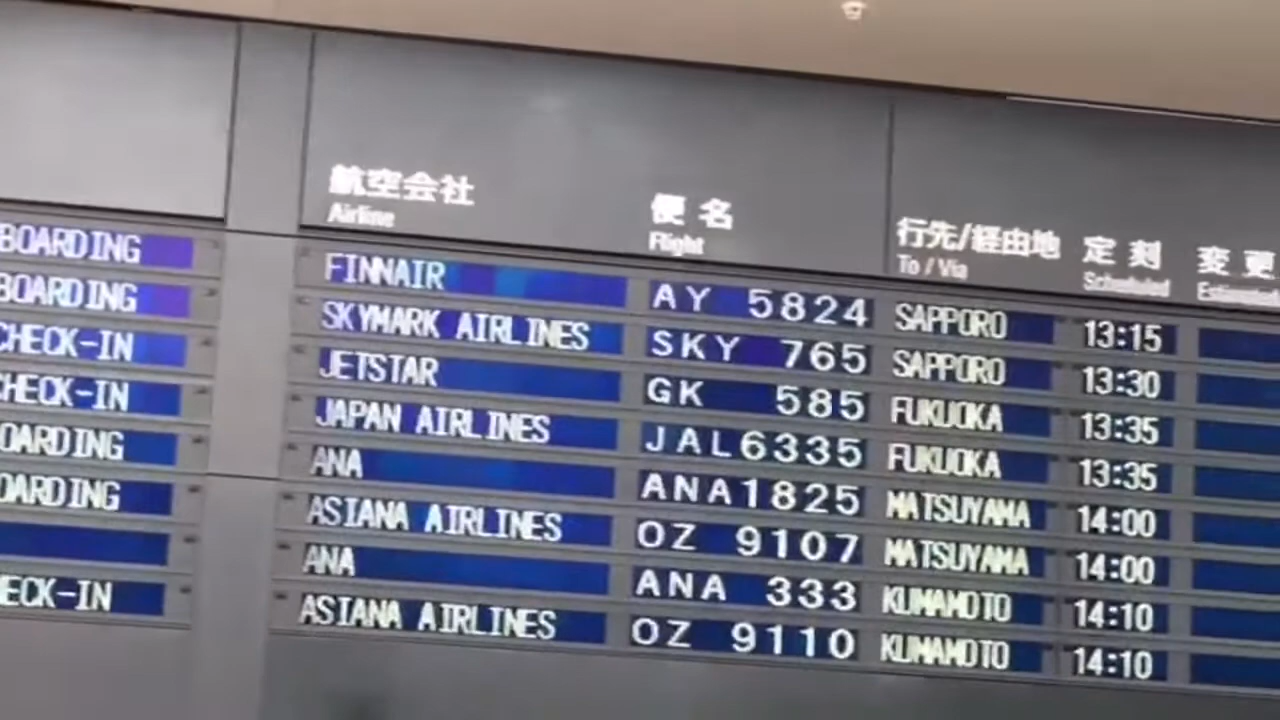 航空会社 便名 行先/経由地 定刻 変更
Airline Flight To / Via Scheduled Estimated
BOARDING
BOARDING
CHECK-IN
CHECK-IN
OARDING
OARDING
ECK-IN
FINNAIR AY 5824 SAPPORO 13:15
SKYMARK AIRLINES SKY 765 SAPPORO 13:30
JETSTAR GK 585 FUKUOKA 13:35
JAPAN AIRLINES JAL6335 FUKUOKA 13:35
ANA ANA1825 MATSUYAMA 14:00
ASIANA AIRLINES OZ 9107 MATSUYAMA 14:00
ANA ANA 333 KUMAMOTO 14:10
ASIANA AIRLINES OZ 9110 KUMAMOTO 14:10